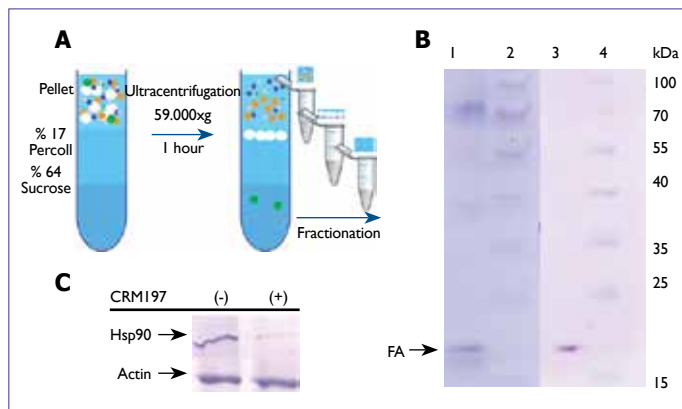 A
Pellet
% 17
Percoll
% 64
Sucrose
Ultracentrifugation
59.000xg
1 hour
Fractionation
B
1 2 3 4 kDa
100
70
55
40
35
25
15
FA
C
CRM197 (-) (+)
Hsp90
Actin